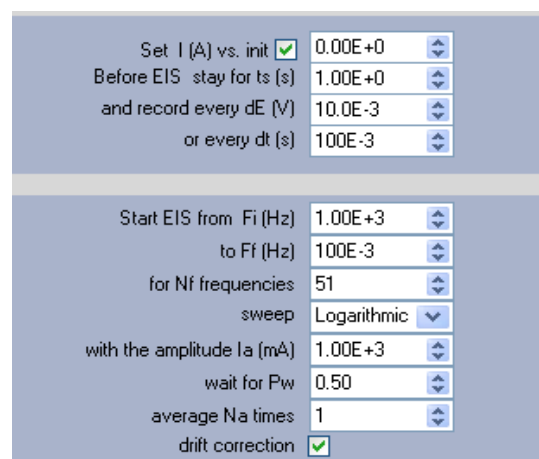 Set I (A) vs. init 0.00E+0
Before EIS stay for ts (s) 1.00E+0
and record every dE (V) 10.0E-3
or every dt (s) 100E-3
Start EIS from Fi (Hz) 1.00E+3
to Ff (Hz) 100E-3
for Nf frequencies 51
sweep Logarithmic
with the amplitude Ia (mA) 1.00E+3
wait for Pw 0.50
average Na times 1
drift correction